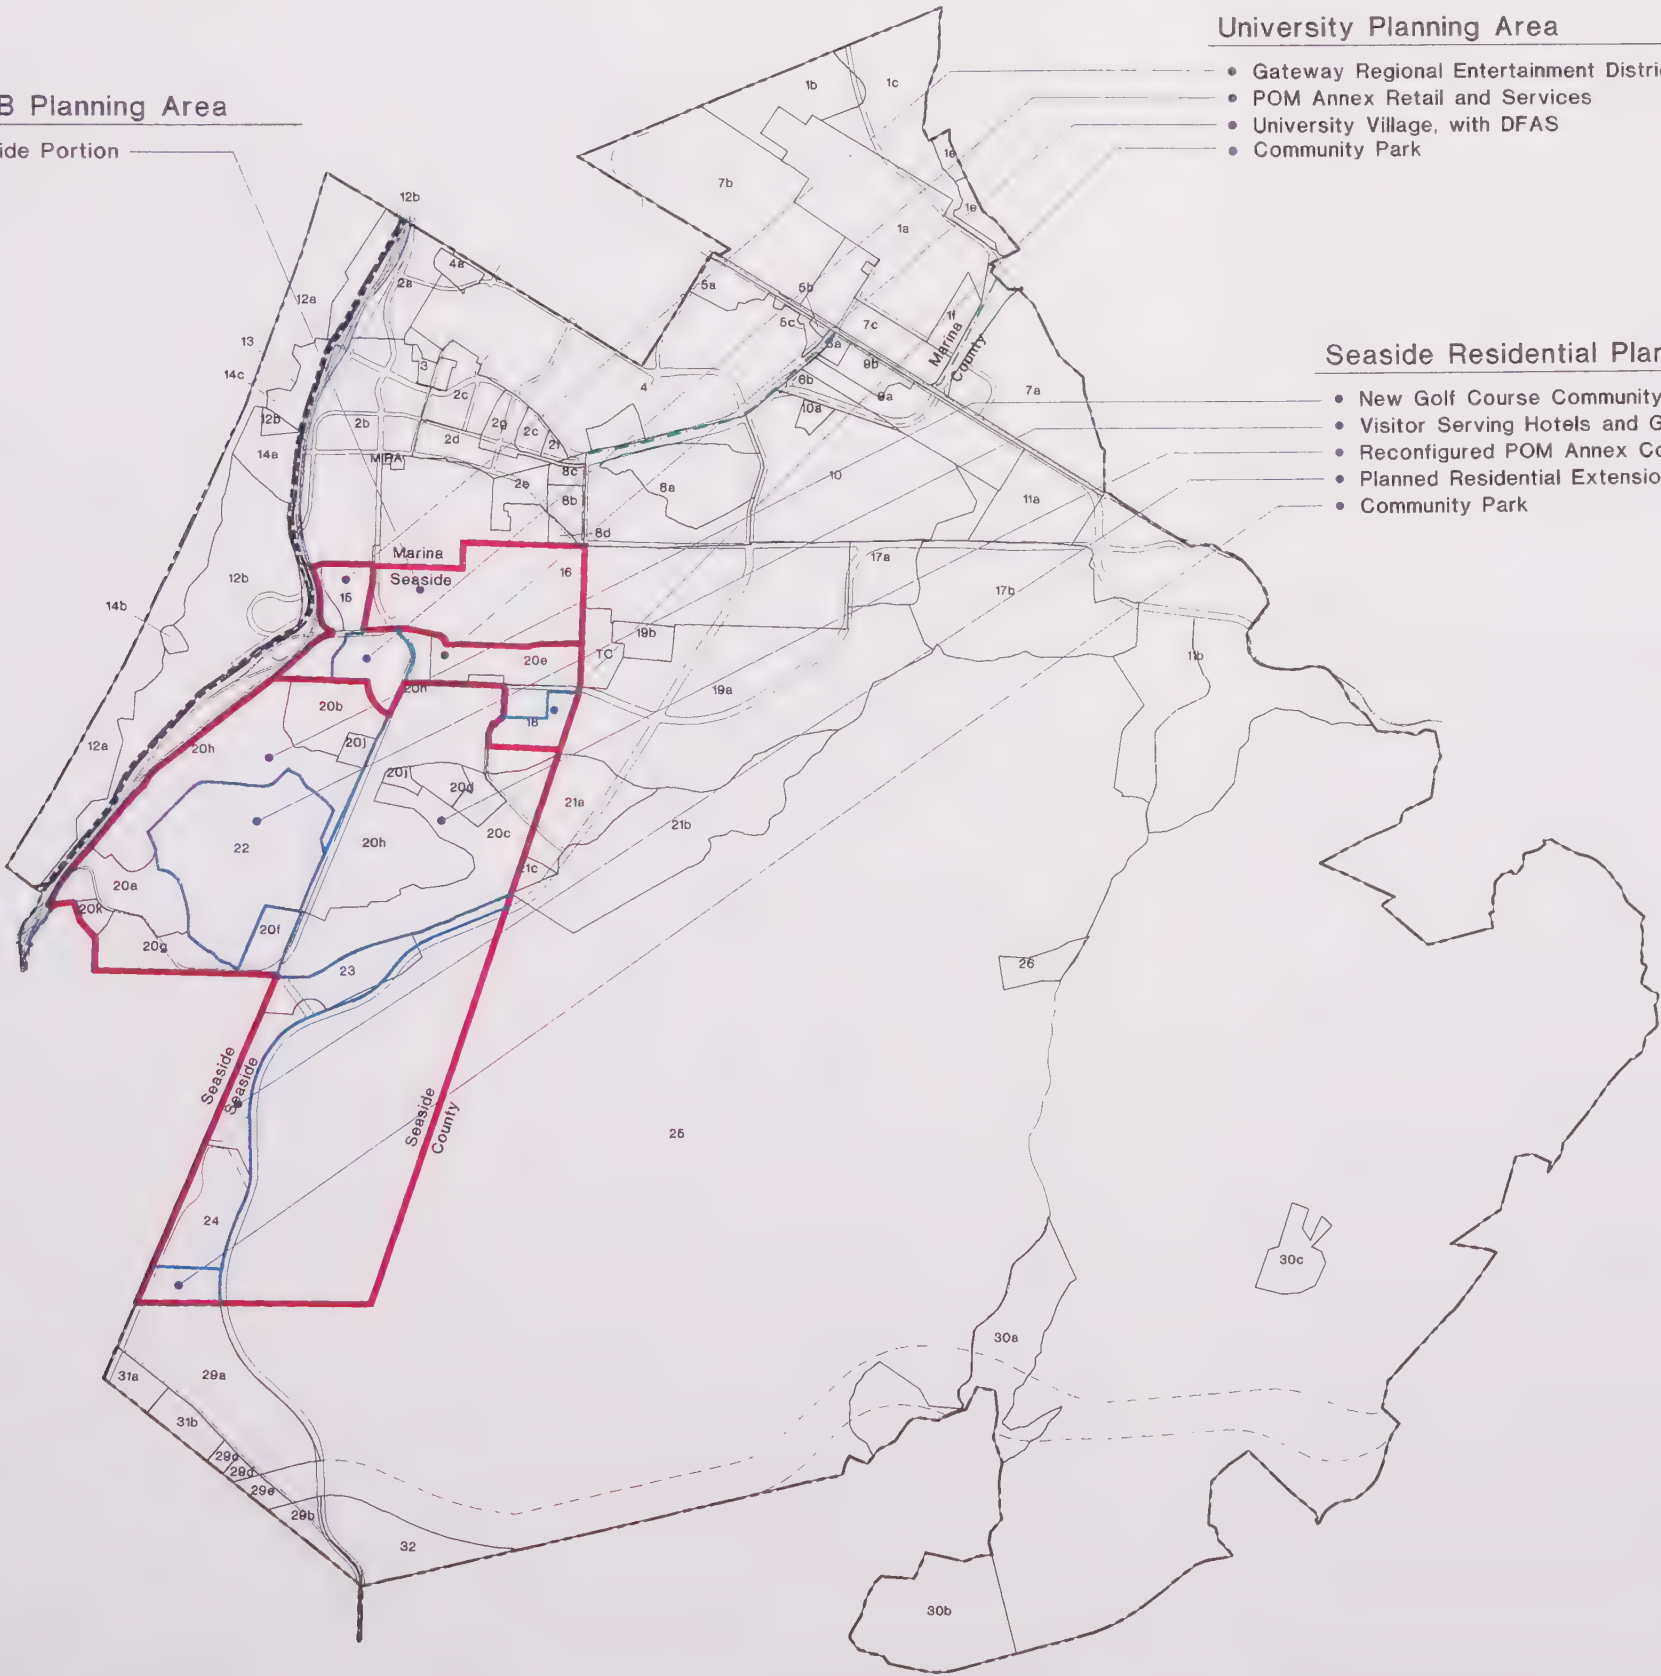 University Planning Area
Gateway Regional Entertainment Distri
POM Annex Retail and Services
University Village, with DFAS
Community Park
B Planning Area
ide Portion
Seaside Residential Plan
New Golf Course Community
Visitor Serving Hotels and G
Reconfigured POM Annex Co
Planned Residential Extensio
Community Park
1b
1c
1e
7b
1e
12b
1a
4a
2a
5a
5b
12a
5c
7c
1f
Marina
County
13
6a
9b
14c
3
4
6b
9a
7a
2c
10a
12b
2b
2g
2c
2d
2f
14a
MIRA
8c
2e
8a
10
8b
11a
8d
Marina
Seaside
16
17a
12b
15
17b
14b
19b
TC
20e
11b
19a
20h
20b
18
12a
20h
20j
20j
20d
21a
20c
21b
22
20h
21c
20a
20k
20f
20g
23
26
Seaside
Seaside
Seaside
County
25
24
30c
30a
31a
29a
31b
29c
29d
29e
29b
32
30b